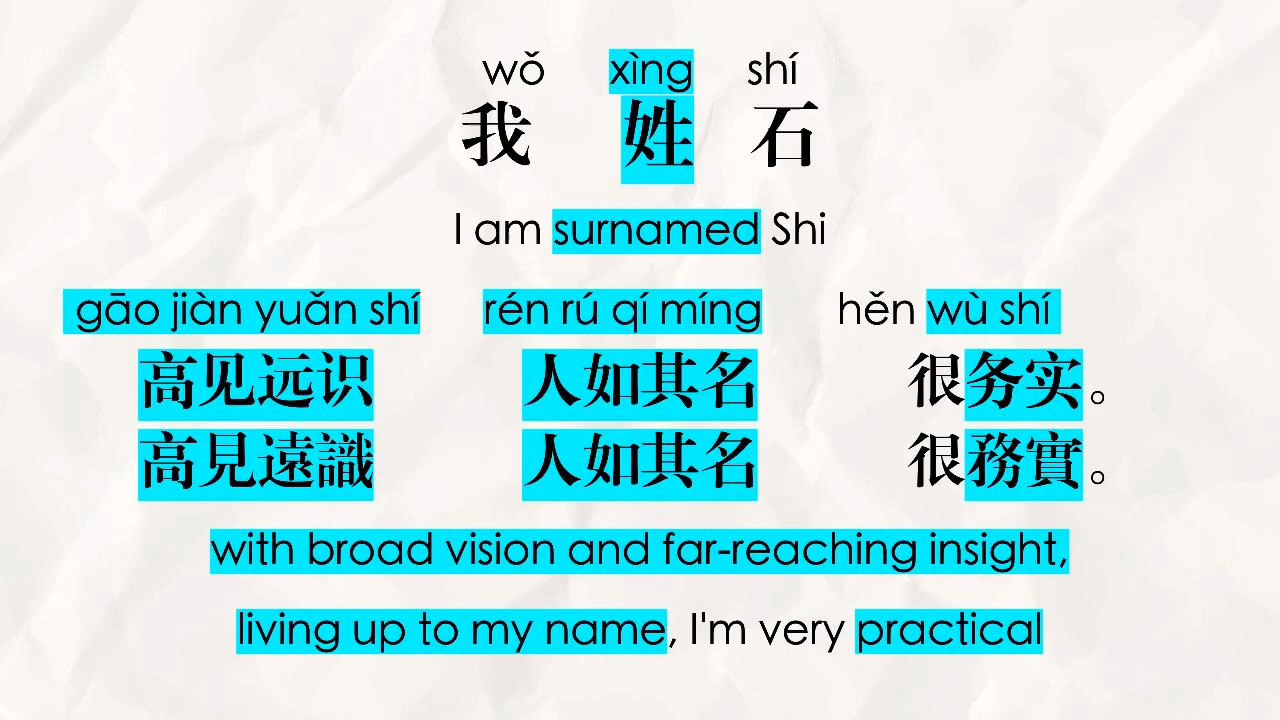 wǒ xìng shí
我 姓 石
I am surnamed Shi
gāo jiàn yuǎn shí rén rú qí míng hěn wù shí
高见远识 人如其名 很务实。
高見遠識 人如其名 很務實。
with broad vision and far-reaching insight,
living up to my name, I'm very practical